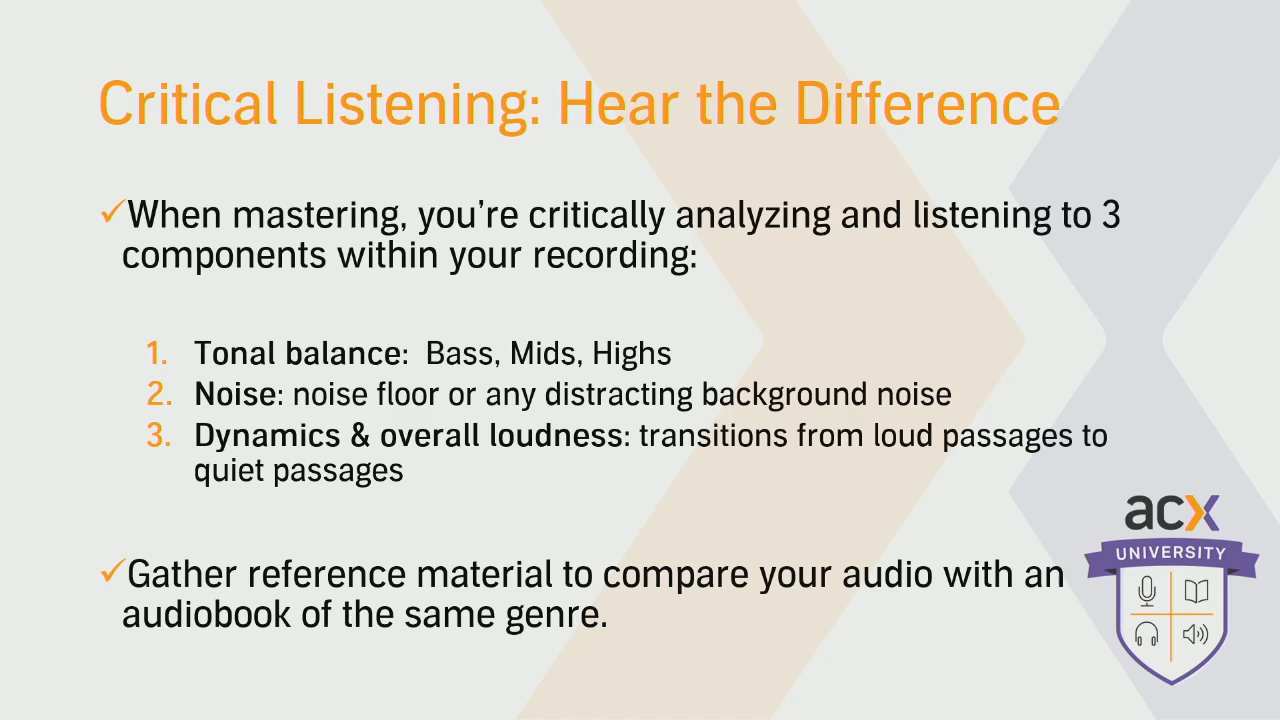 Critical Listening: Hear the Difference
✓When mastering, you're critically analyzing and listening to 3
components within your recording:
1. Tonal balance: Bass, Mids, Highs
2. Noise: noise floor or any distracting background noise
3. Dynamics & overall loudness: transitions from loud passages to
quiet passages
✓Gather reference material to compare your audio with an
audiobook of the same genre.
acx
UNIVERSITY